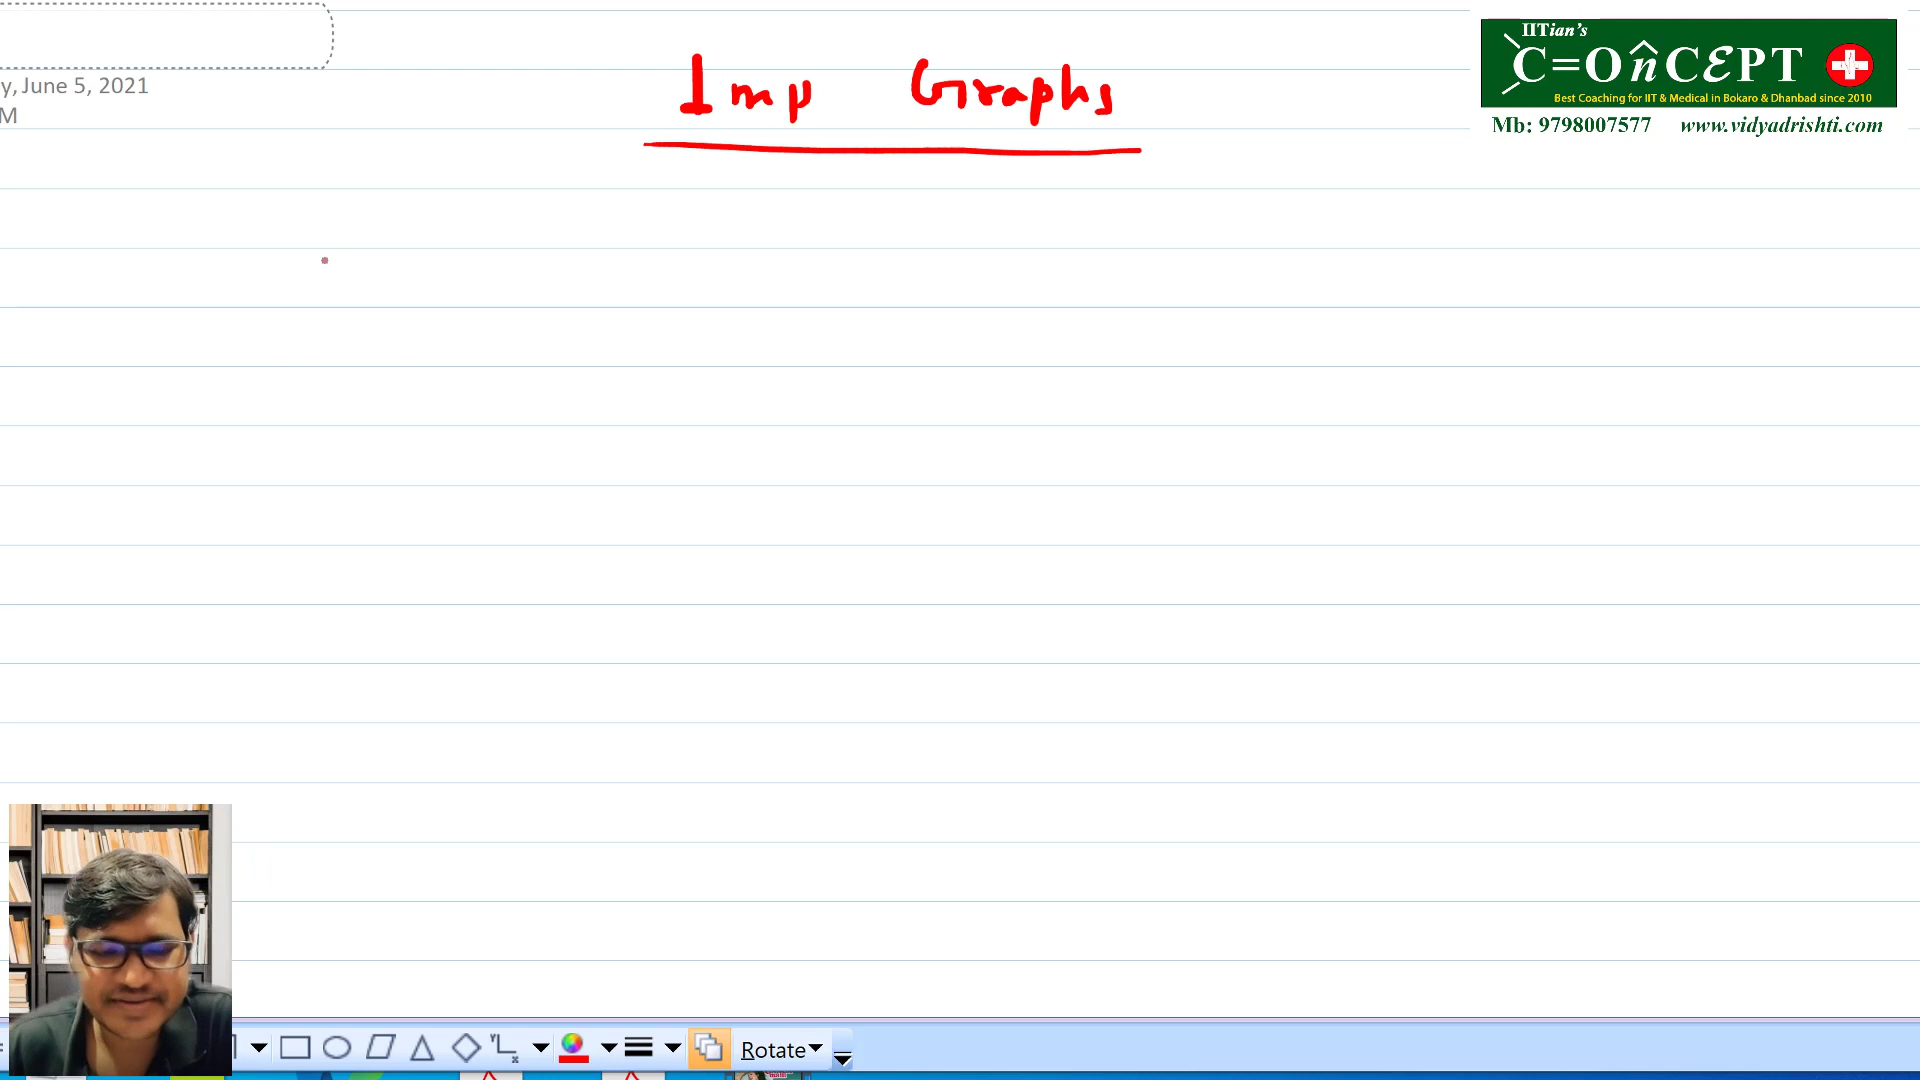 y, June 5, 2021
M
Imp Graphs
IITian's
C=OnCEPT
Best Coaching for IIT & Medical in Bokaro & Dhanbad since 2010
Mb: 9798007577 www.vidyadrishti.com
Rotate